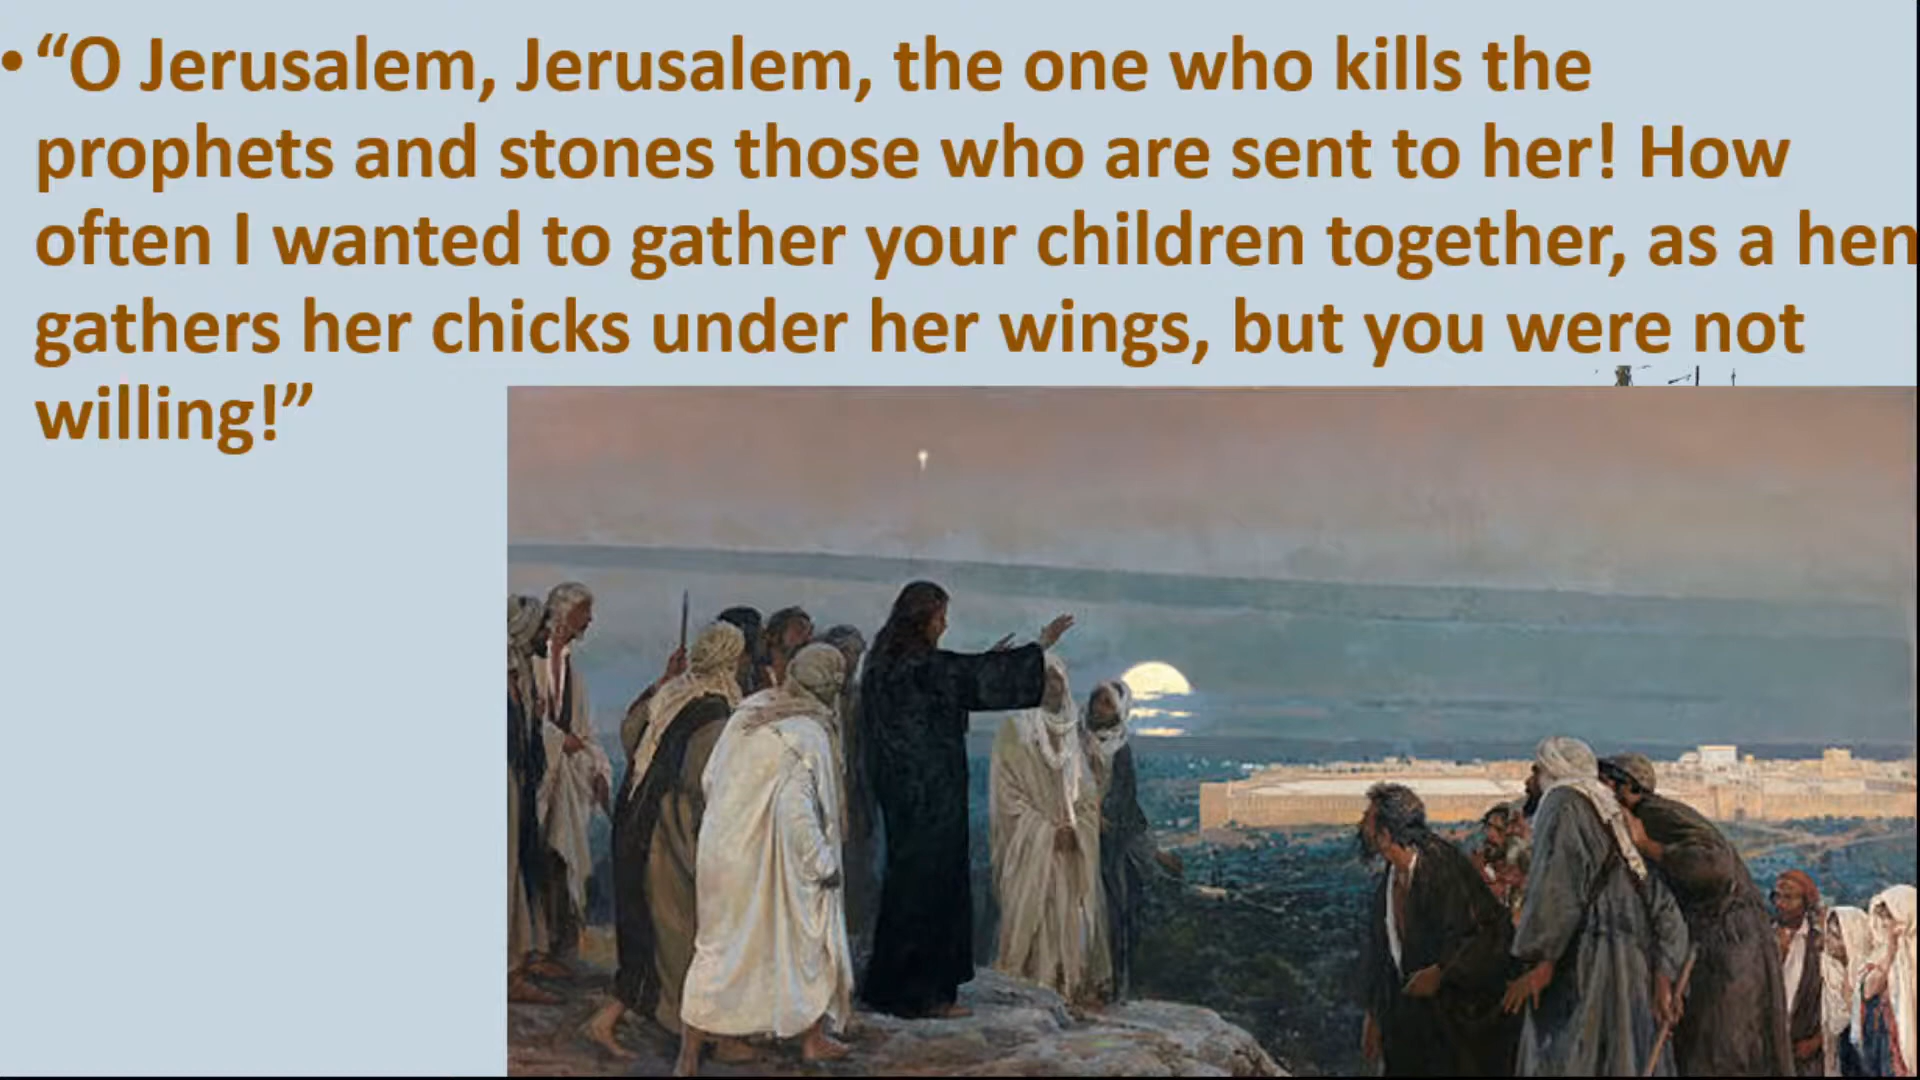 • “O Jerusalem, Jerusalem, the one who kills the
prophets and stones those who are sent to her! How
often I wanted to gather your children together, as a hen
gathers her chicks under her wings, but you were not
willing!”